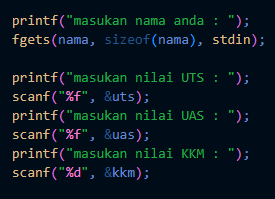 printf("masukan nama anda : ");
fgets(nama, sizeof(nama), stdin);

printf("masukan nilai UTS : ");
scanf("%f", &uts);
printf("masukan nilai UAS : ");
scanf("%f", &uas);
printf("masukan nilai KKM : ");
scanf("%d", &kkm);